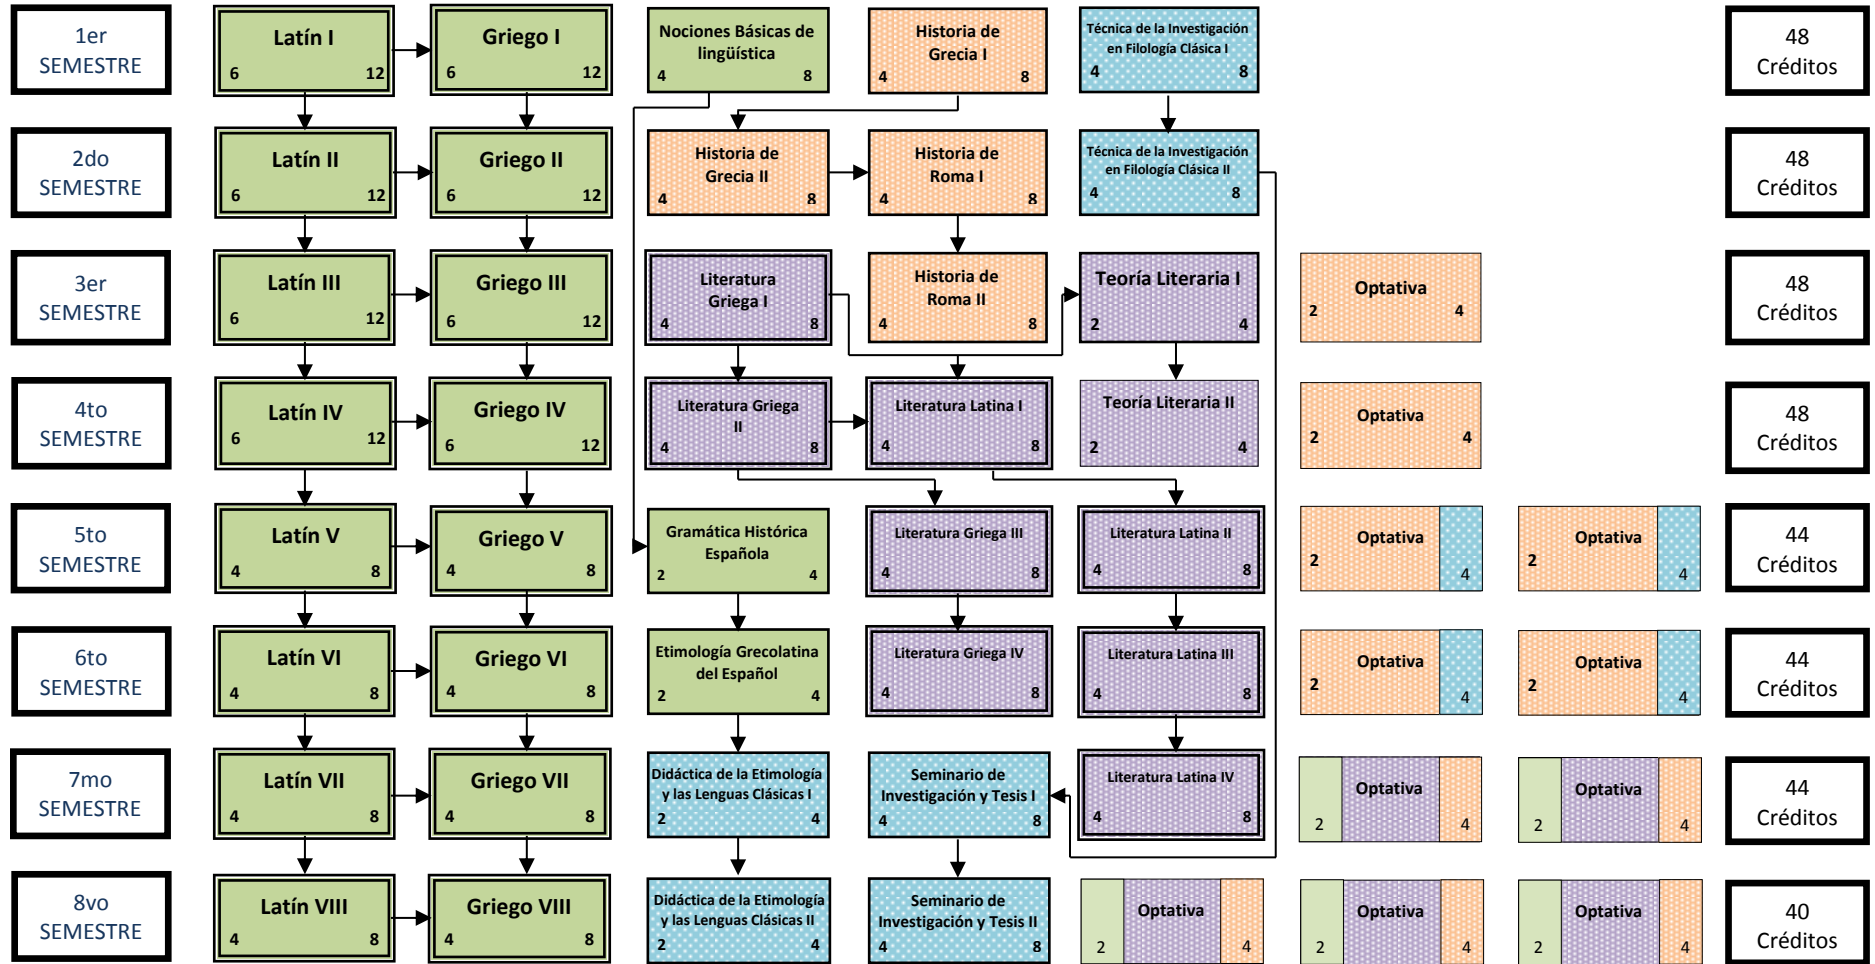 1er
SEMESTRE
Latín I
6 12
Griego I
6 12
Nociones Básicas de
lingüística
4 8
Historia de
Grecia I
4 8
Técnica de la Investigación
en Filología Clásica I
4 8
48
Créditos
2do
SEMESTRE
Latín II
6 12
Griego II
6 12
Historia de
Grecia II
4 8
Historia de
Roma I
4 8
Técnica de la Investigación
en Filología Clásica II
4 8
48
Créditos
3er
SEMESTRE
Latín III
6 12
Griego III
6 12
Literatura
Griega I
4 8
Historia de
Roma II
4 8
Teoría Literaria I
2 4
Optativa
2 4
48
Créditos
4to
SEMESTRE
Latín IV
6 12
Griego IV
6 12
Literatura Griega
II
4 8
Literatura Latina I
4 8
Teoría Literaria II
2 4
Optativa
2 4
48
Créditos
5to
SEMESTRE
Latín V
4 8
Griego V
4 8
Gramática Histórica
Española
2 4
Literatura Griega III
4 8
Literatura Latina II
4 8
Optativa
2 4
Optativa
2 4
44
Créditos
6to
SEMESTRE
Latín VI
4 8
Griego VI
4 8
Etimología Grecolatina
del Español
2 4
Literatura Griega IV
4 8
Literatura Latina III
4 8
Optativa
2 4
Optativa
2 4
44
Créditos
7mo
SEMESTRE
Latín VII
4 8
Griego VII
4 8
Didáctica de la Etimología
y las Lenguas Clásicas I
2 4
Seminario de
Investigación y Tesis I
4 8
Literatura Latina IV
4 8
Optativa
2 4
Optativa
2 4
44
Créditos
8vo
SEMESTRE
Latín VIII
4 8
Griego VIII
4 8
Didáctica de la Etimología
y las Lenguas Clásicas II
2 4
Seminario de
Investigación y Tesis II
4 8
Optativa
2 4
Optativa
2 4
Optativa
2 4
40
Créditos